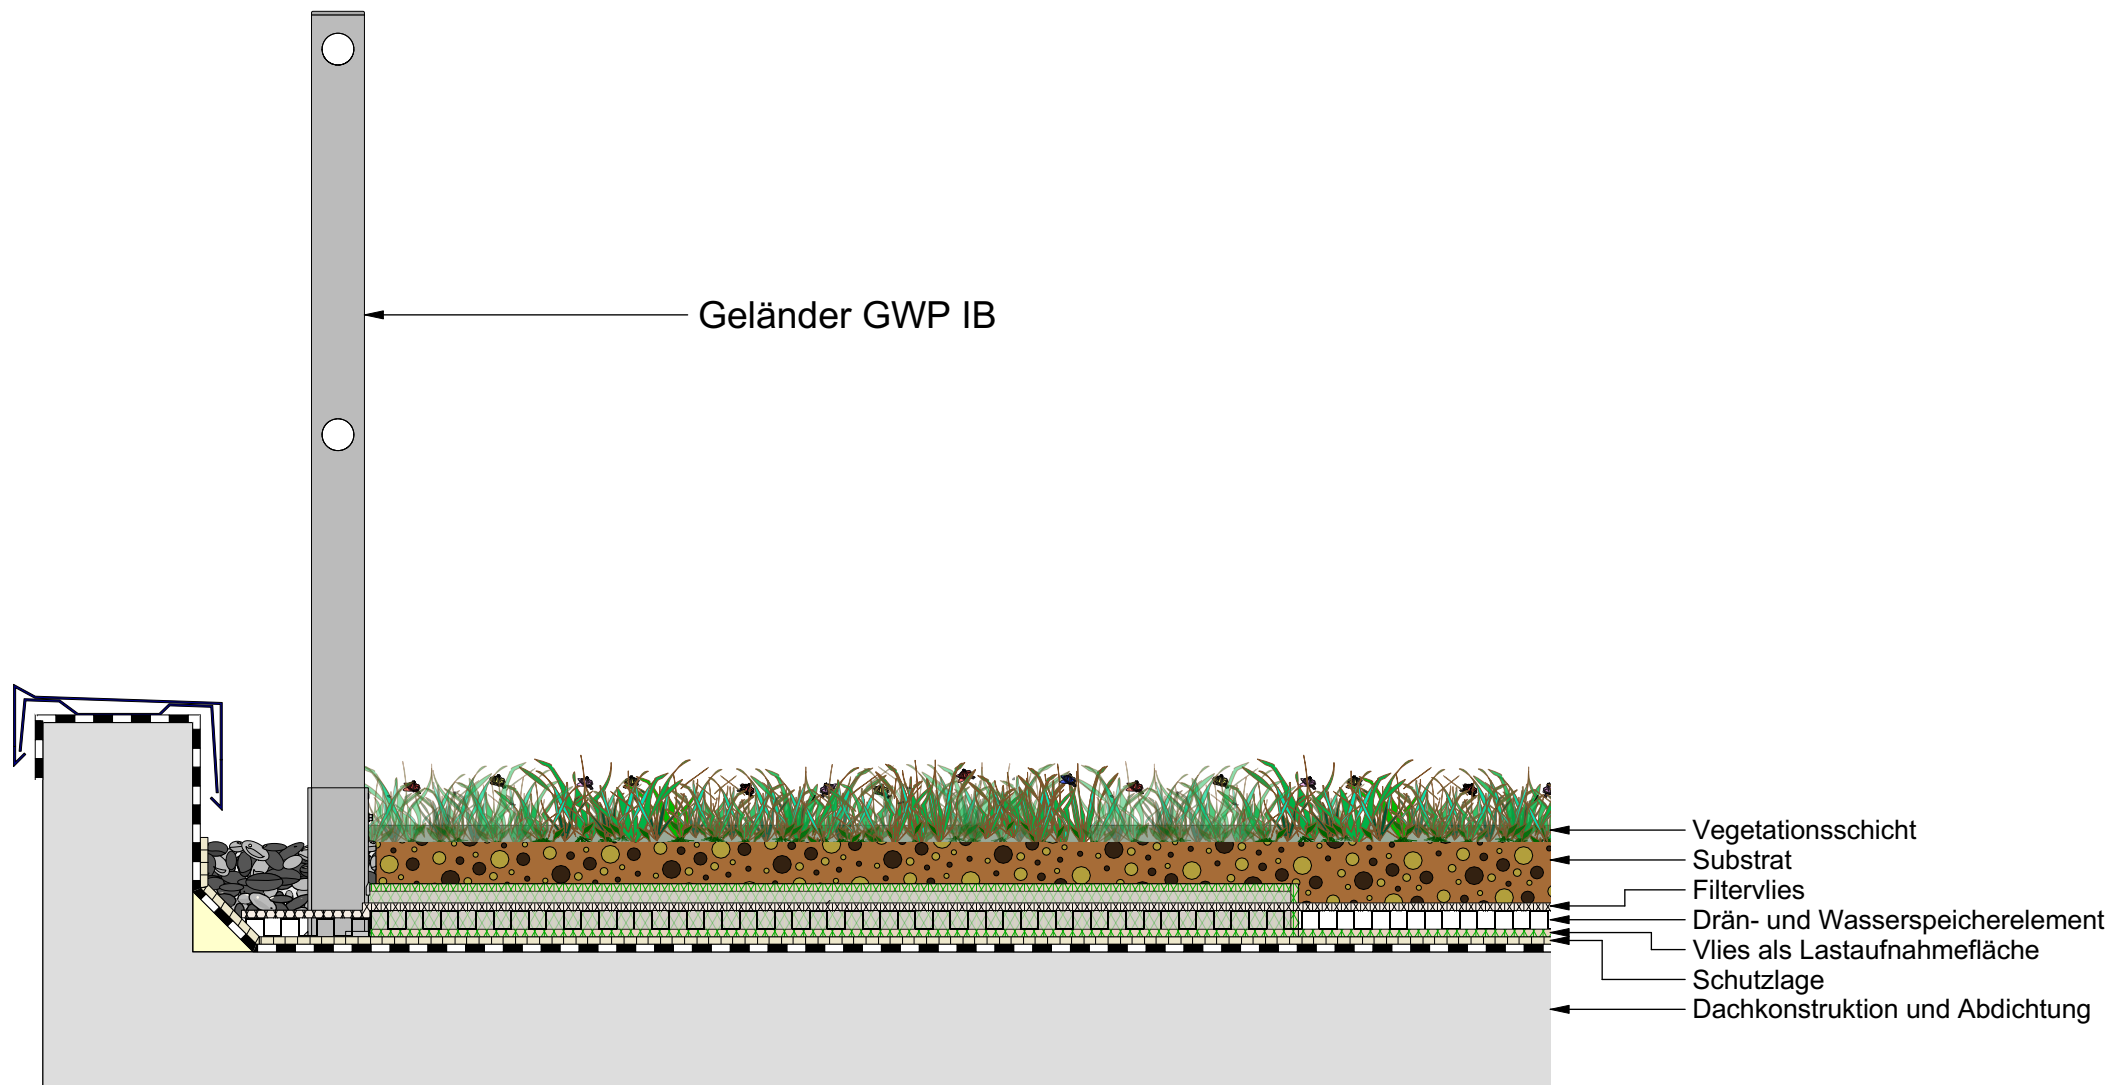 Geländer GWP IB
Vegetationsschicht
Substrat
Filtervlies
Drän- und Wasserspeicherelement
Vlies als Lastaufnahmefläche
Schutzlage
Dachkonstruktion und Abdichtung